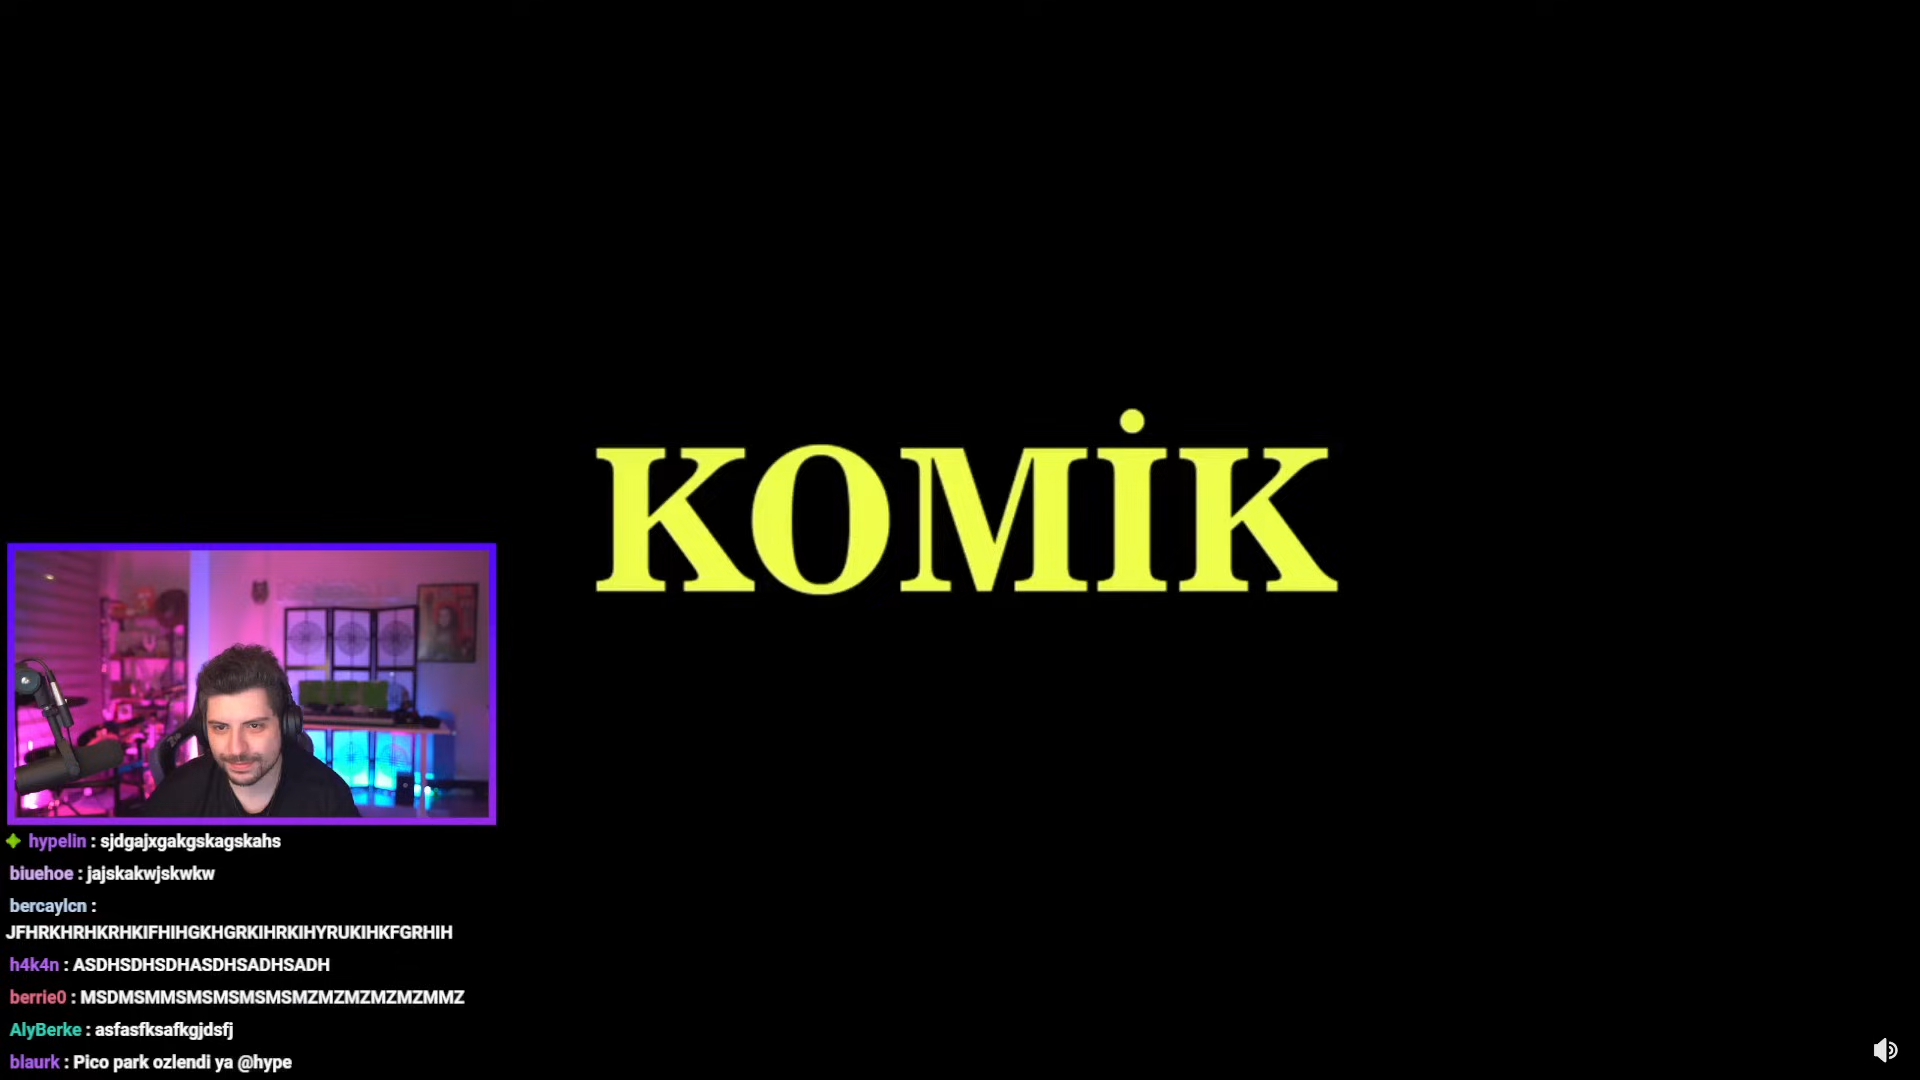 KOMİK
hypelin : sjdgajxgakgskagskahs
biuehoe : jajskakwjskwkw
bercaylcn :
JFHRKHRHKRHKIFHIHGKHGRKIHRKIHYRUKIHKFGRHIH
h4k4n : ASDHSDHSDHASDHSADHSADH
berrie0 : MSDMSMMSMSMSMSMSMZMZMZMZMZMMZ
AlyBerke : asfasfksafkgjdsfj
blaurk : Pico park ozlendi ya @hype